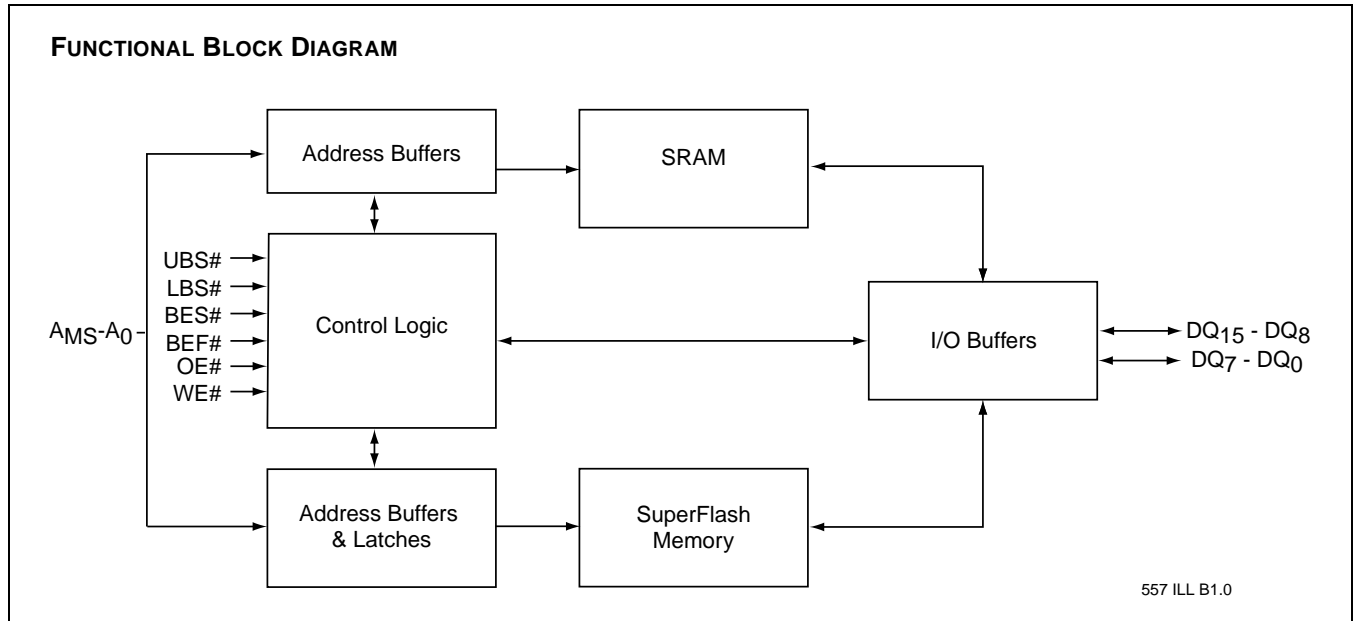 FUNCTIONAL BLOCK DIAGRAM
Address Buffers
SRAM
UBS#
LBS#
BES#
BEF#
OE#
WE#
AMS-A0
Control Logic
I/O Buffers
DQ15 - DQ8
DQ7 - DQ0
Address Buffers
& Latches
SuperFlash
Memory
557 ILL B1.0